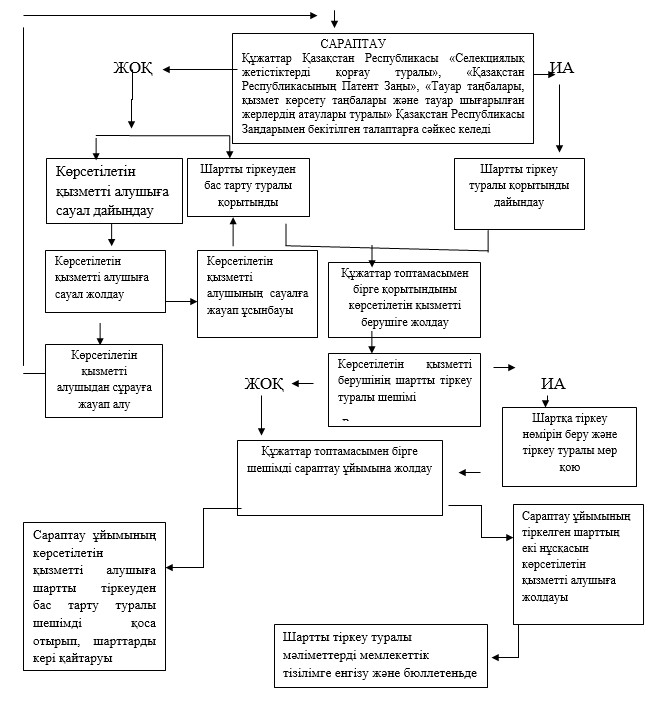 САРАПТАУ
Құжаттар Қазақстан Республикасы «Селекциялық
жетістіктерді қорғау туралы», «Қазақстан
Республикасының Патент Заңы», «Тауар таңбалары,
қызмет көрсету таңбалары және тауар шығарылған
жерлердің атаулары туралы» Қазақстан Республикасы
Заңдарымен бекітілген талаптарға сәйкес келеді
ЖОҚ
ИА
Көрсетілетін
қызметті алушыға
сауал дайындау
Шартты тіркеуден
бас тарту туралы
қорытынды
Шартты тіркеу
туралы қорытынды
дайындау
Көрсетілетін
қызметті алушыға
сауал жолдау
Көрсетілетін
қызметті
алушының сауалға
жауап ұсынбауы
Құжаттар топтамасымен
бірге қорытындыны
көрсетілетін қызметті
берушіге жолдау
Көрсетілетін
қызметті
алушыдан сұрауға
жауап алу
Көрсетілетін қызметті
берушінің шартты тіркеу
туралы шешімі
ЖОҚ
ИА
Шартқа тіркеу
нөмірін беру және
тіркеу туралы мөр
қою
Құжаттар топтамасымен бірге
шешімді сараптау ұйымына жолдау
Сараптау ұйымының
көрсетілетін
қызметті алушыға
шартты тіркеуден
бас тарту туралы
шешімді қоса
отырып, шарттарды
кері қайтаруы
Сараптау ұйымының
тіркелген шарттың
екі нұсқасын
көрсетілетін
қызметті алушыға
жолдауы
Шартты тіркеу туралы
мәліметтерді мемлекеттік
тізілімге енгізу және бюллетеньде